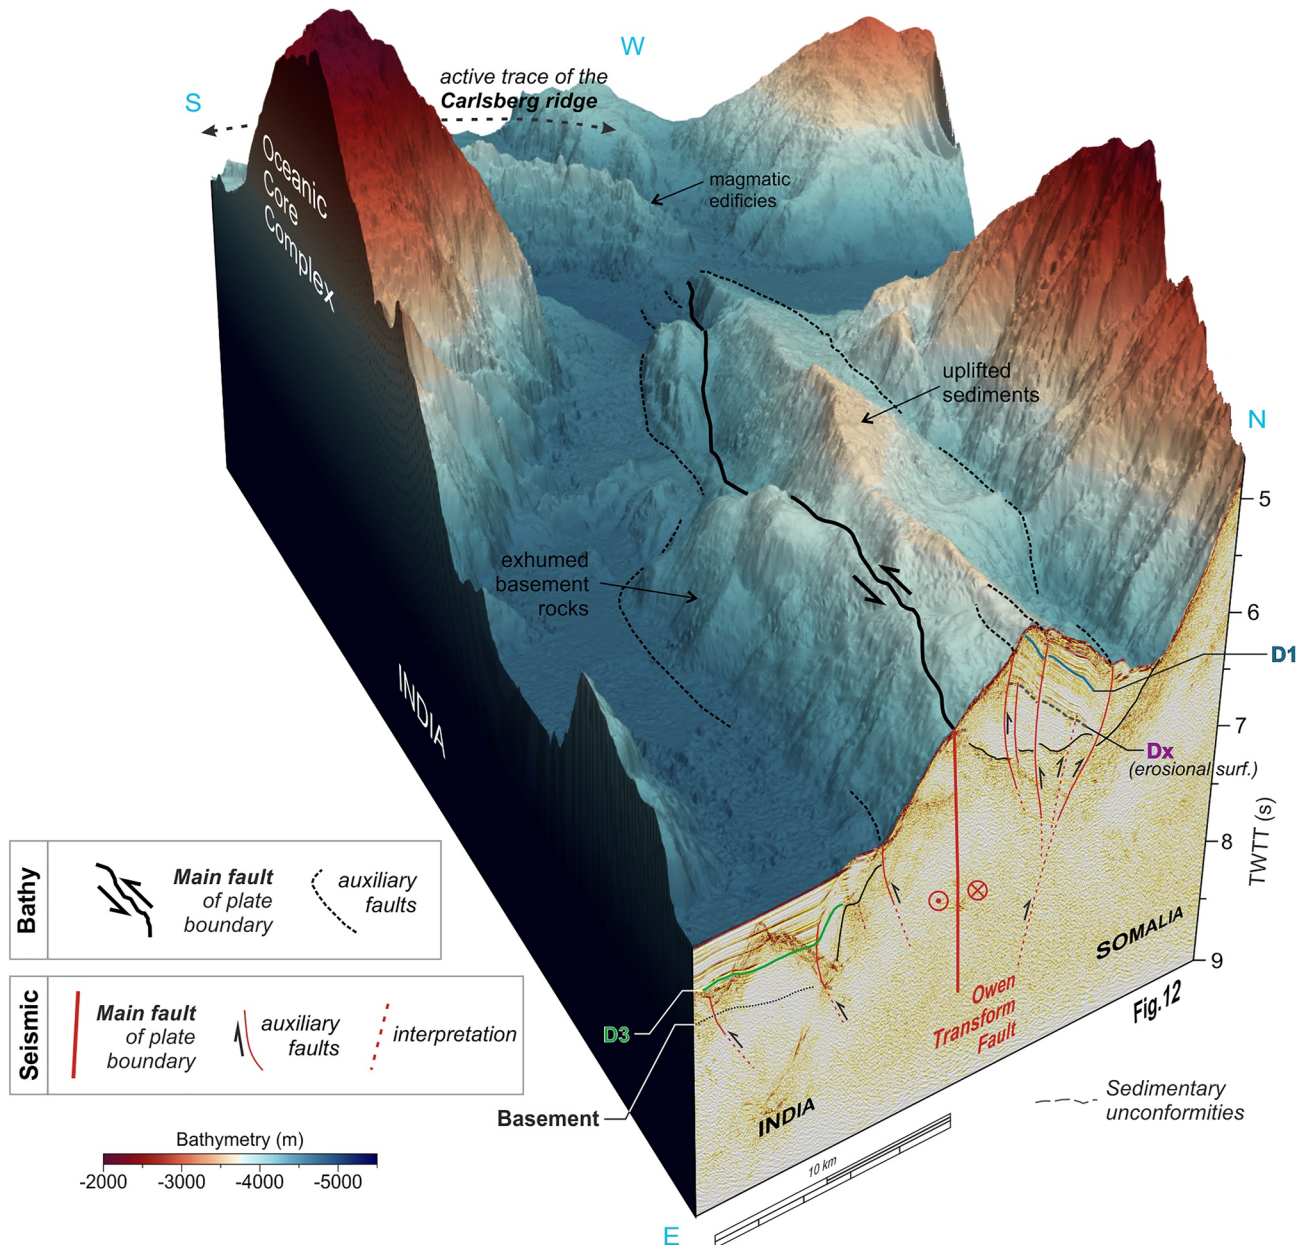 W
S
active trace of the
Carlsberg ridge
Oceanic
Core
Complex
magmatic
edificies
uplifted
sediments
N
5
exhumed
basement
rocks
6
D1
INDIA
7
Dx
(erosional surf.)
TWTT (s)
8
Bathy
Main fault
of plate
boundary
auxiliary
faults
SOMALIA
9
Owen
Transform
Fault
Fig.12
Seismic
Main fault
of plate
boundary
auxiliary
faults
interpretation
D3
Basement
INDIA
Sedimentary
unconformities
Bathymetry (m)
-2000
-3000
-4000
-5000
10 km
E